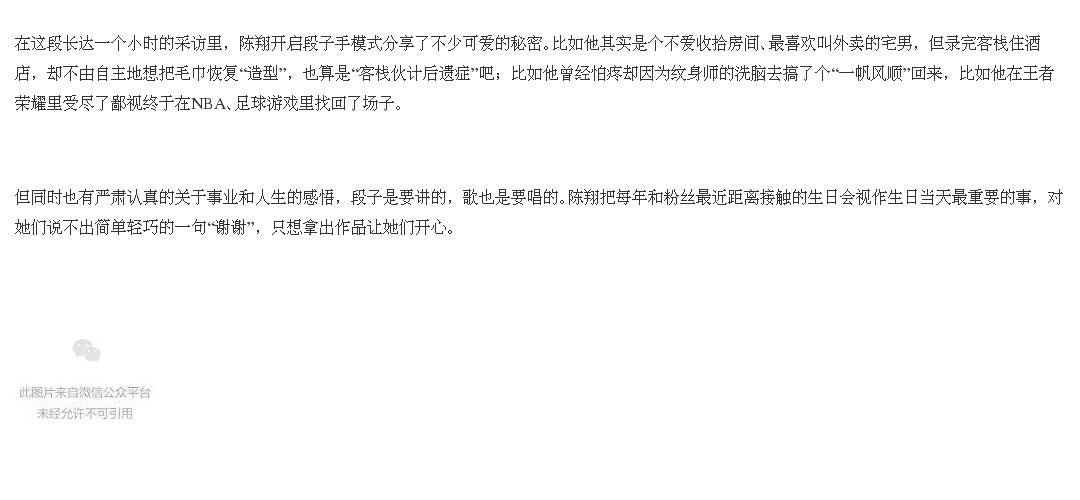 在这段长达一个小时的采访里，陈翔开启段子手模式分享了不少可爱的秘密。比如他其实是个不爱收拾房间、最喜欢叫外卖的宅男，但录完客栈住酒
店，却不由自主地想把毛巾恢复“造型”，也算是“客栈伙计后遗症”吧；比如他曾经怕疼却因为纹身师的洗脑去搞了个“一帆风顺”回来，比如他在王者
荣耀里受尽了鄙视终于在NBA、足球游戏里找回了场子。
但同时也有严肃认真的关于事业和人生的感悟，段子是要讲的，歌也是要唱的。陈翔把每年和粉丝最近距离接触的生日会视作生日当天最重要的事，对
她们说不出简单轻巧的一句“谢谢”，只想拿出作品让她们开心。
此图片来自微信公众平台
未经允许不可引用